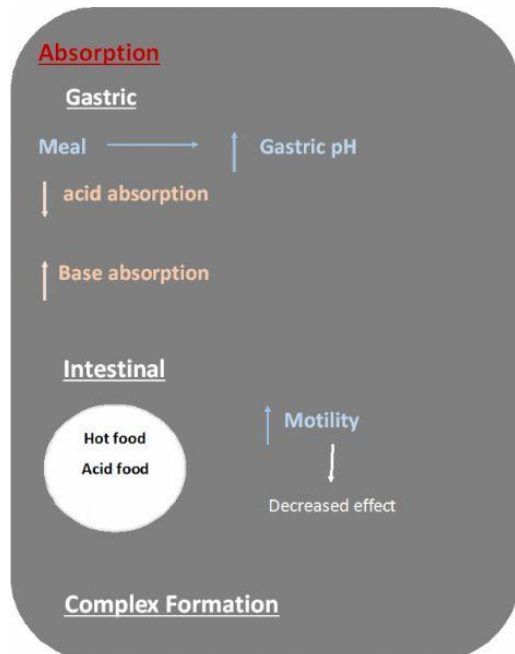 Absorption
Gastric
Meal Gastric pH
acid absorption
Base absorption
Intestinal
Hot food
Acid food
Motility
Decreased effect
Complex Formation